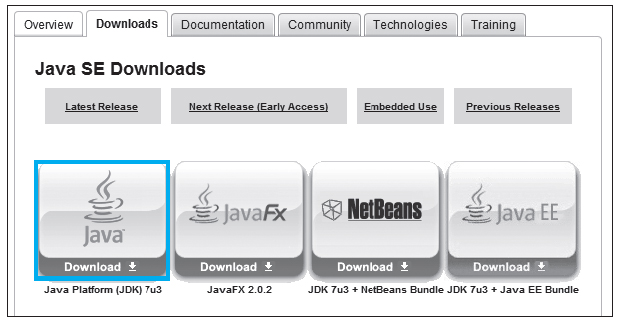 Overview Downloads Documentation Community Technologies Training
Java SE Downloads
Latest Release Next Release (Early Access) Embedded Use Previous Releases
Java JavaFX NetBeans Java EE
Download Download Download Download
Java Platform (JDK) 7u3 JavaFX 2.0.2 JDK 7u3 + NetBeans Bundle JDK 7u3 + Java EE Bundle